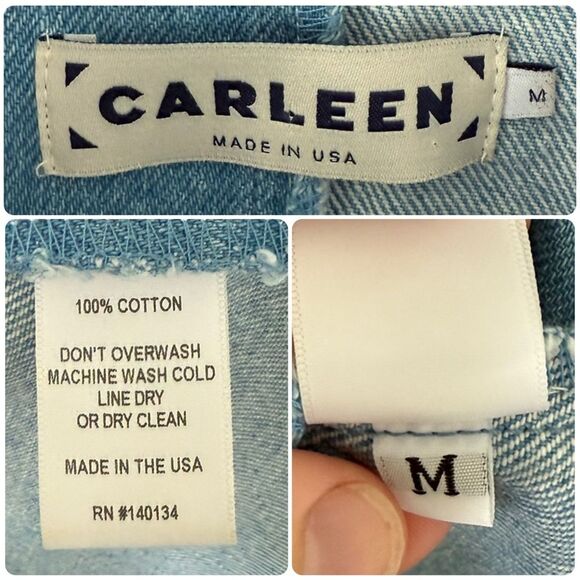 CARLEEN
MADE IN USA
M
100% COTTON
DON'T OVERWASH
MACHINE WASH COLD
LINE DRY
OR DRY CLEAN
MADE IN THE USA
RN #140134
M